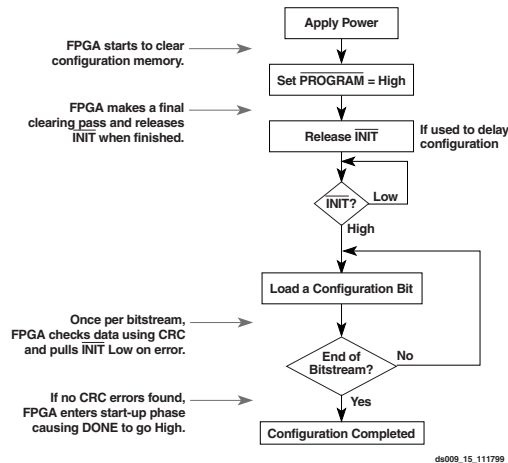 Apply Power
FPGA starts to clear
configuration memory.
Set PROGRAM = High
FPGA makes a final
clearing pass and releases
INIT when finished.
Release INIT
If used to delay
configuration
INIT?
Low
High
Load a Configuration Bit
Once per bitstream,
FPGA checks data using CRC
and pulls INIT Low on error.
End of
Bitstream?
No
Yes
If no CRC errors found,
FPGA enters start-up phase
causing DONE to go High.
Configuration Completed
ds009_15_111799